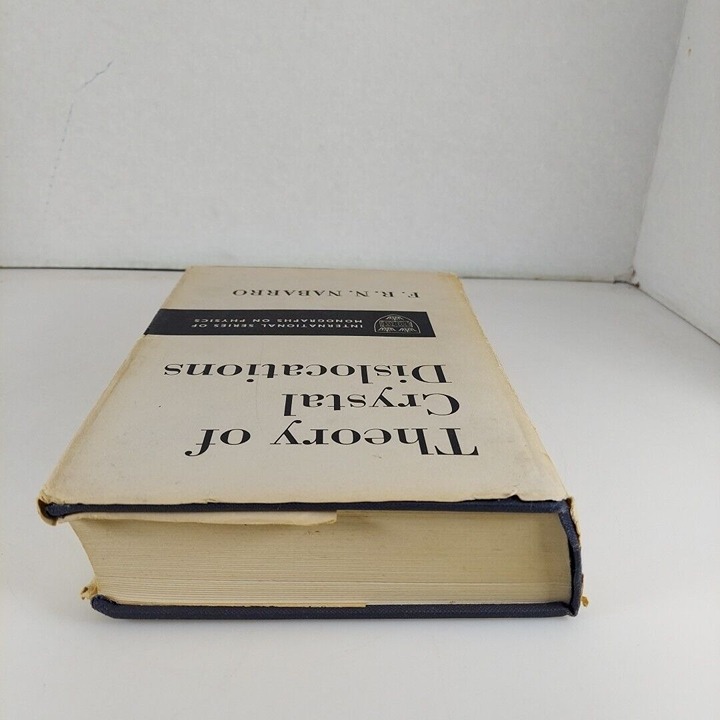 Theory of
Crystal
Dislocations
INTERNATIONAL SERIES OF
MONOGRAPHS ON PHYSICS
F. R. N. NABARRO